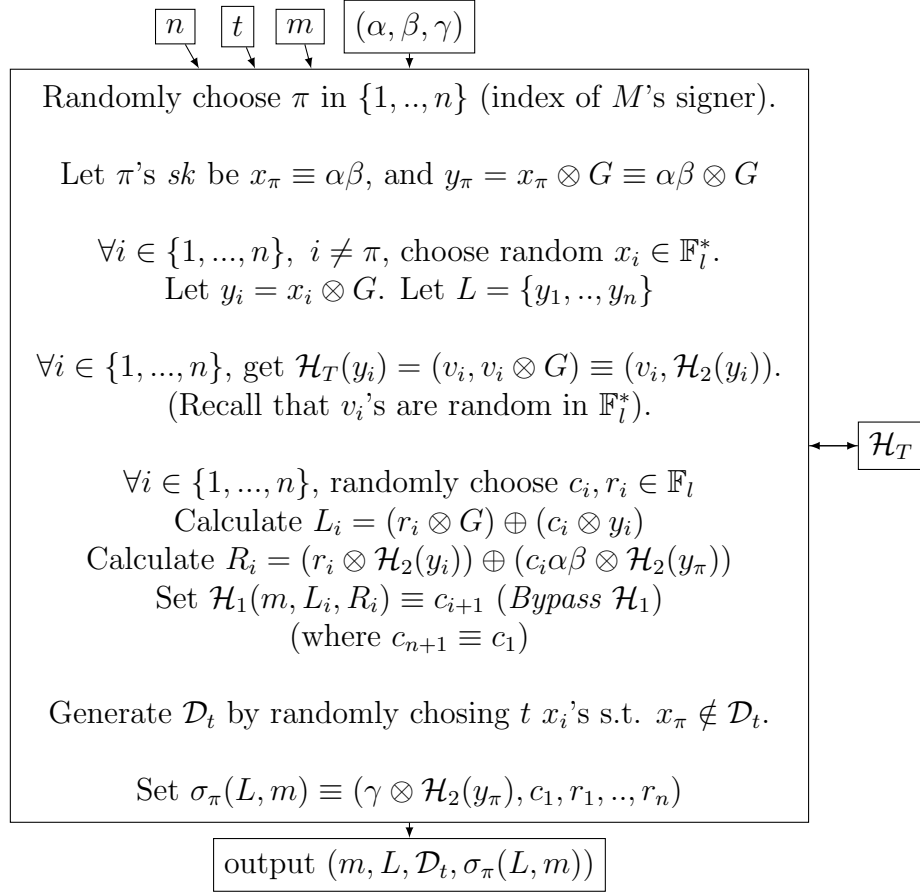 n t m (α, β, γ)
Randomly choose π in {1, .., n} (index of M's signer).
Let π's sk be x_π ≡ αβ, and y_π = x_π ⊗ G ≡ αβ ⊗ G
∀i ∈ {1, ..., n}, i ≠ π, choose random x_i ∈ 𝔽_l^*.
Let y_i = x_i ⊗ G. Let L = {y_1, .., y_n}
∀i ∈ {1, ..., n}, get ℋ_T(y_i) = (v_i, v_i ⊗ G) ≡ (v_i, ℋ_2(y_i)).
(Recall that v_i's are random in 𝔽_l^*).
ℋ_T
∀i ∈ {1, ..., n}, randomly choose c_i, r_i ∈ 𝔽_l
Calculate L_i = (r_i ⊗ G) ⊕ (c_i ⊗ y_i)
Calculate R_i = (r_i ⊗ ℋ_2(y_i)) ⊕ (c_iαβ ⊗ ℋ_2(y_π))
Set ℋ_1(m, L_i, R_i) ≡ c_{i+1} (Bypass ℋ_1)
(where c_{n+1} ≡ c_1)
Generate 𝒟_t by randomly chosing t x_i's s.t. x_π ∉ 𝒟_t.
Set σ_π(L, m) ≡ (γ ⊗ ℋ_2(y_π), c_1, r_1, .., r_n)
output (m, L, 𝒟_t, σ_π(L, m))